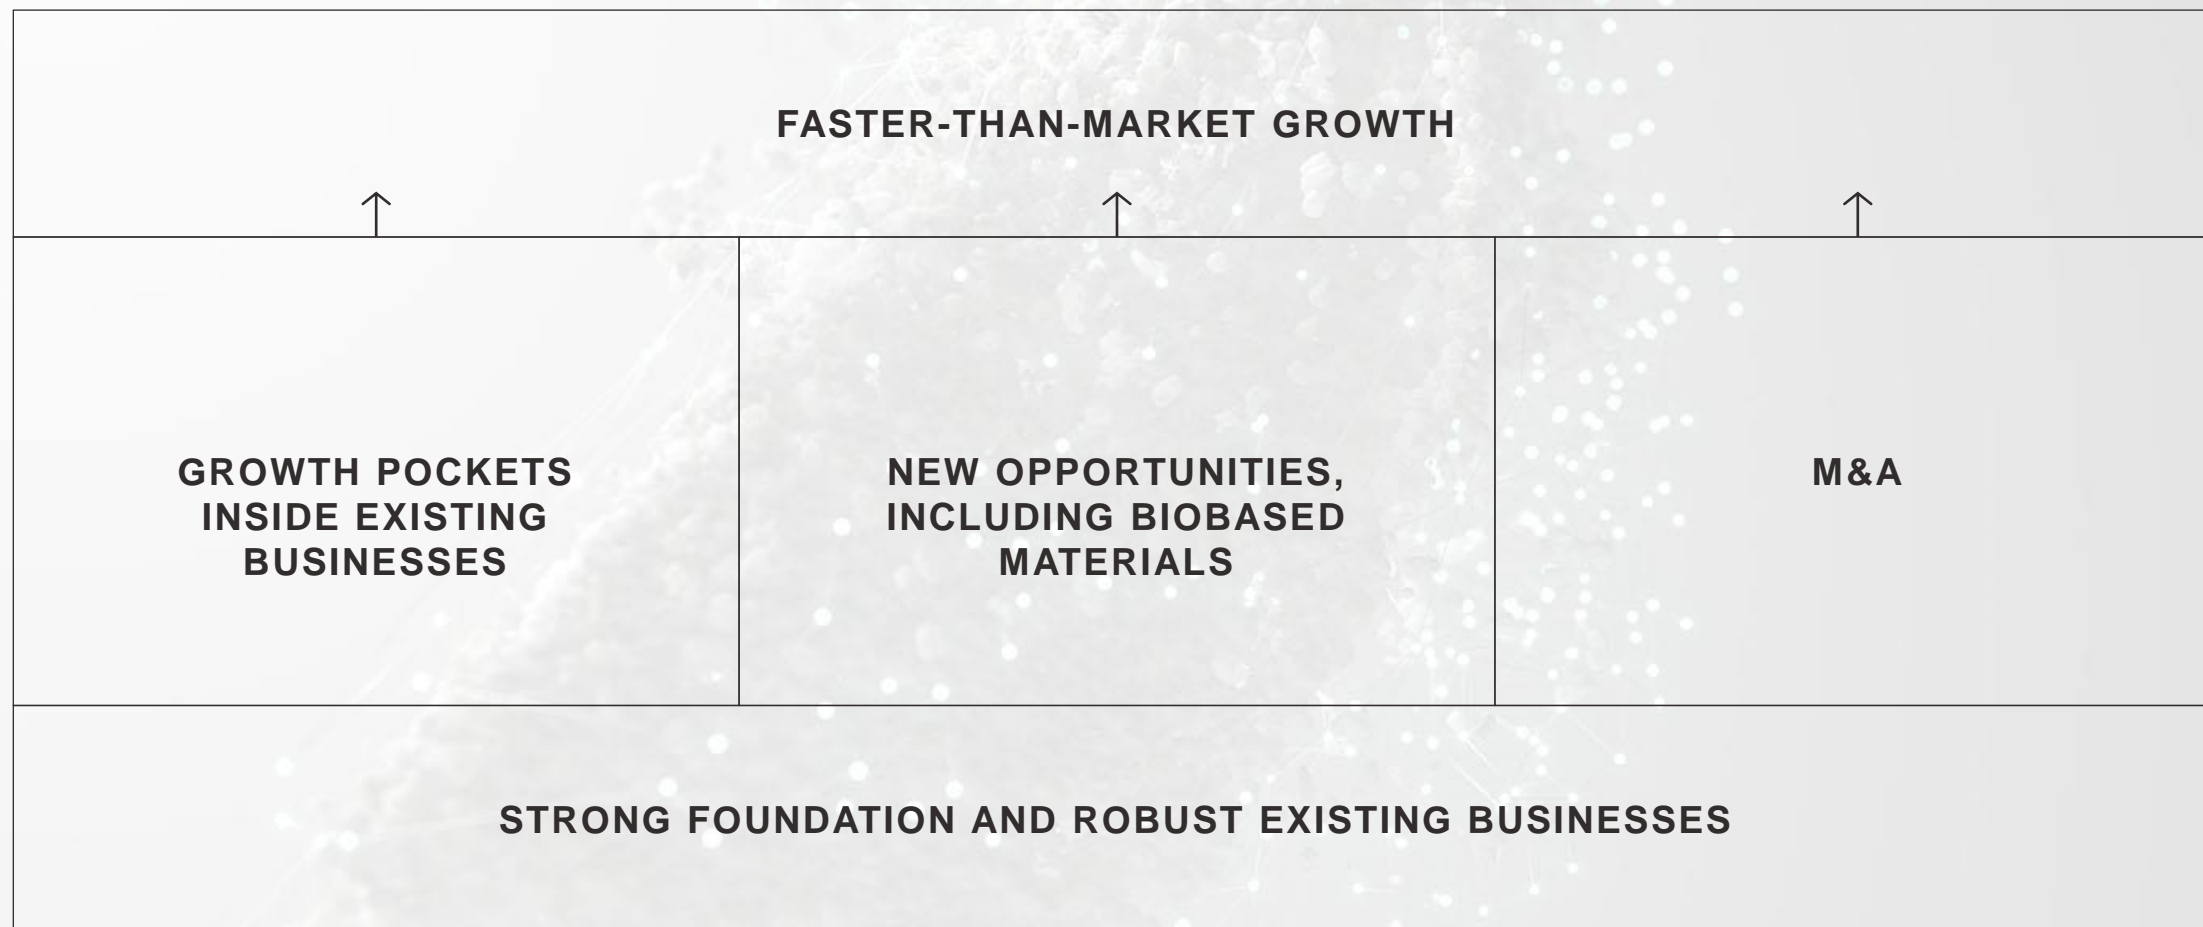 FASTER-THAN-MARKET GROWTH
GROWTH POCKETS
INSIDE EXISTING
BUSINESSES
NEW OPPORTUNITIES,
INCLUDING BIOBASED
MATERIALS
M&A
STRONG FOUNDATION AND ROBUST EXISTING BUSINESSES